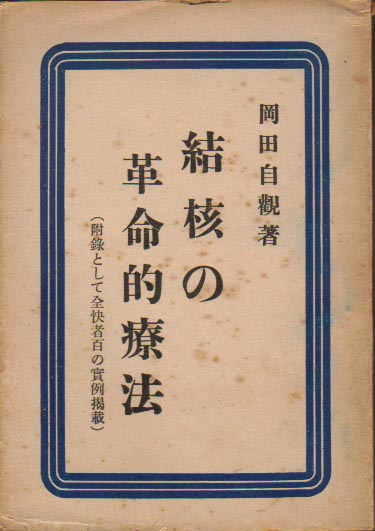 岡田自觀著
結核の
革命的療法
（附錄として全快者百の實例揭載）